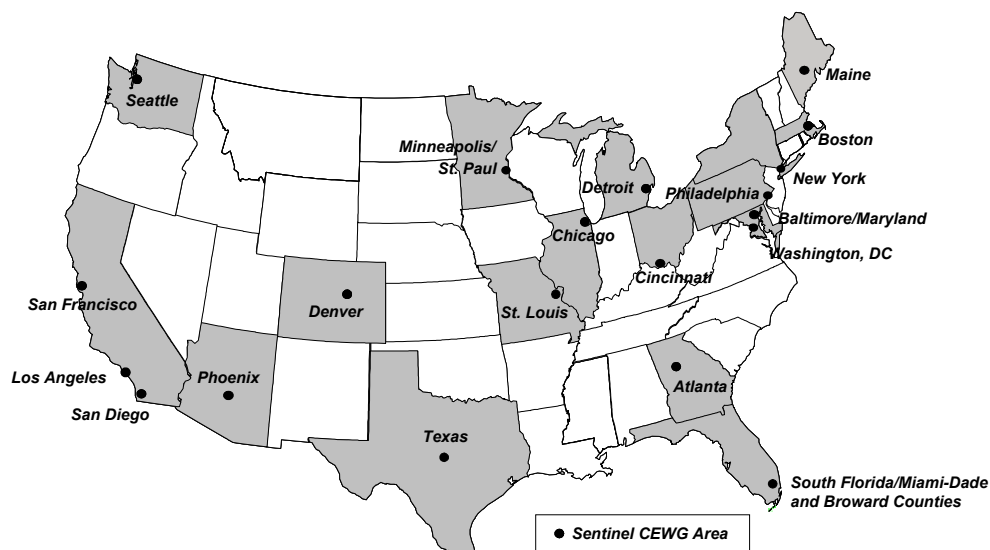 Maine
Seattle
Boston
Minneapolis/
St. Paul
New York
Detroit
Philadelphia
Baltimore/Maryland
Chicago
Washington, DC
Cincinnati
San Francisco
Denver
St. Louis
Los Angeles
Phoenix
Atlanta
San Diego
Texas
South Florida/Miami-Dade
and Broward Counties
Sentinel CEWG Area